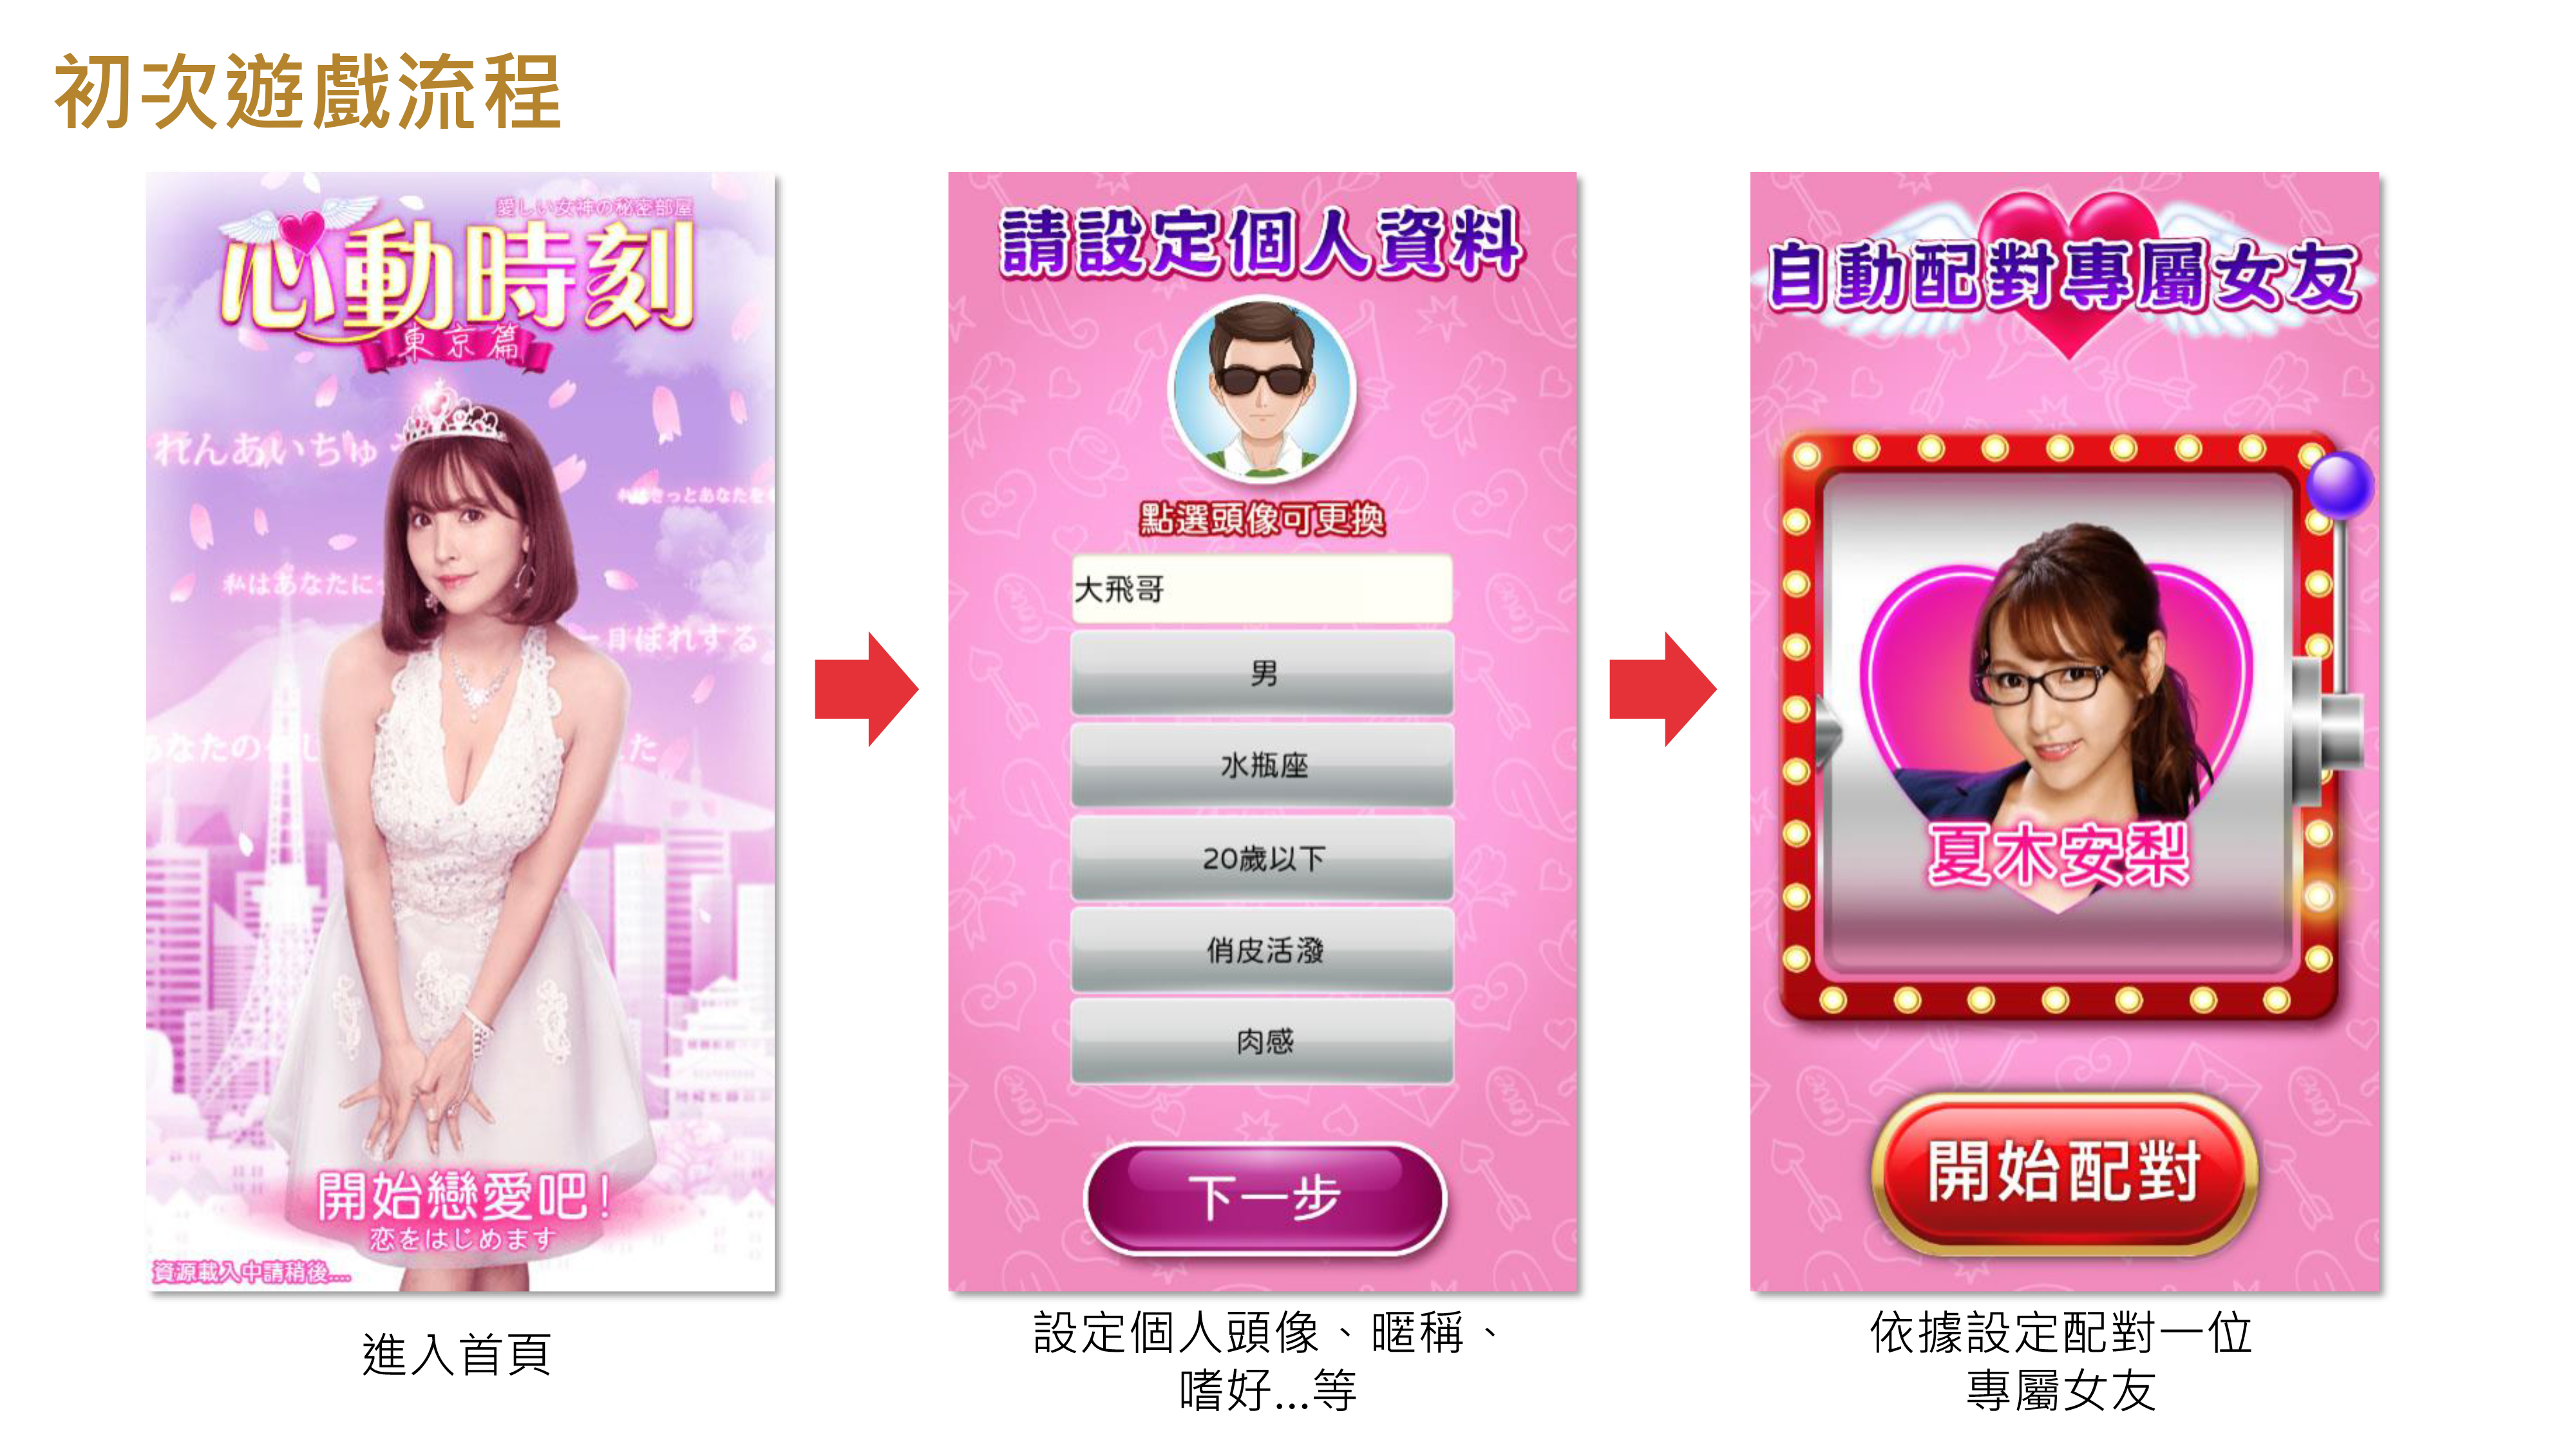 初次遊戲流程
愛しい女神の秘密部屋
心動時刻
東京篇
れんあいちゅ
私はきっとあなたを
私はあなたに
一目ぼれする
あなたの
た
開始戀愛吧!
恋をはじめます
資源載入中請稍後....
進入首頁
請設定個人資料
點選頭像可更換
大飛哥
男
水瓶座
20歲以下
俏皮活潑
肉感
下一步
設定個人頭像、暱稱、
嗜好...等
自動配對專屬女友
夏木安梨
開始配對
依據設定配對一位
專屬女友